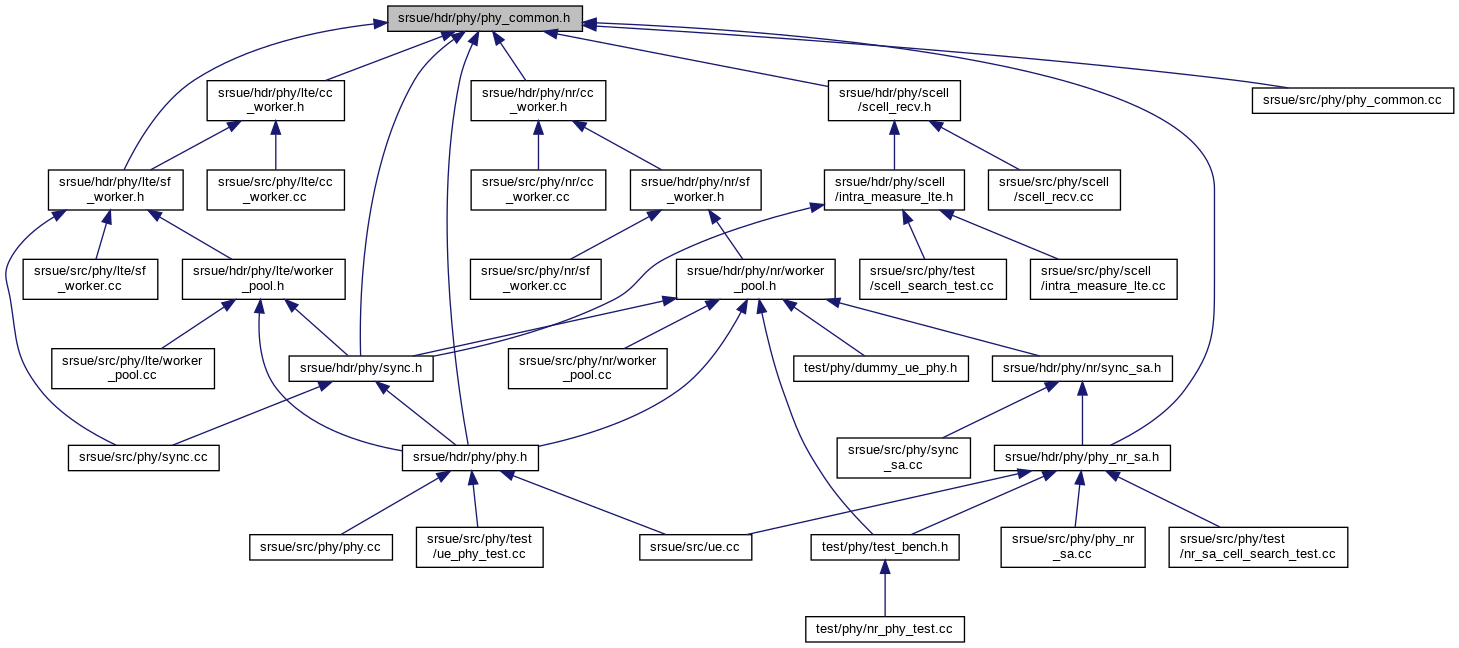 srsue/hdr/phy/phy_common.h
srsue/hdr/phy/lte/cc
_worker.h
srsue/hdr/phy/nr/cc
_worker.h
srsue/hdr/phy/scell
/scell_recv.h
srsue/src/phy/phy_common.cc
srsue/hdr/phy/lte/sf
_worker.h
srsue/src/phy/lte/cc
_worker.cc
srsue/src/phy/nr/cc
_worker.cc
srsue/hdr/phy/nr/sf
_worker.h
srsue/hdr/phy/scell
/intra_measure_lte.h
srsue/src/phy/scell
/scell_recv.cc
srsue/src/phy/lte/sf
_worker.cc
srsue/hdr/phy/lte/worker
_pool.h
srsue/src/phy/nr/sf
_worker.cc
srsue/hdr/phy/nr/worker
_pool.h
srsue/src/phy/test
/scell_search_test.cc
srsue/src/phy/scell
/intra_measure_lte.cc
srsue/src/phy/lte/worker
_pool.cc
srsue/hdr/phy/sync.h
srsue/src/phy/nr/worker
_pool.cc
test/phy/dummy_ue_phy.h
srsue/hdr/phy/nr/sync_sa.h
srsue/src/phy/sync.cc
srsue/hdr/phy/phy.h
srsue/src/phy/sync
_sa.cc
srsue/hdr/phy/phy_nr_sa.h
srsue/src/phy/phy.cc
srsue/src/phy/test
/ue_phy_test.cc
srsue/src/ue.cc
test/phy/test_bench.h
srsue/src/phy/phy_nr
_sa.cc
srsue/src/phy/test
/nr_sa_cell_search_test.cc
test/phy/nr_phy_test.cc